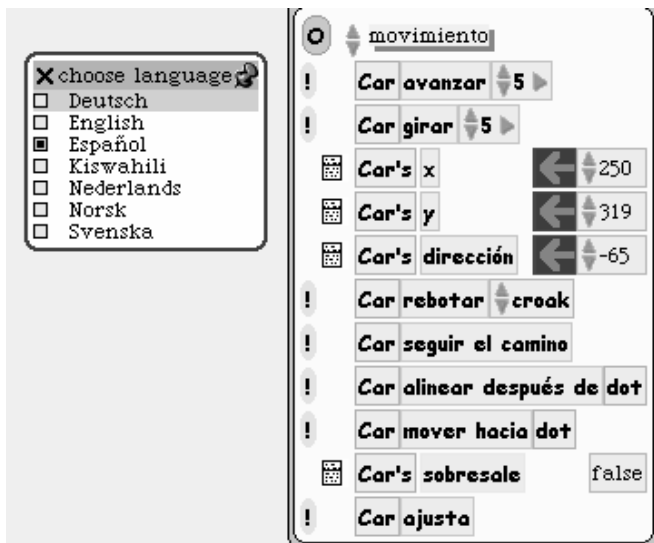 choose language
Deutsch
English
Español
Kiswahili
Nederlands
Norsk
Svenska
movimiento
! Car avanzar 5
! Car girar 5
Car's x 250
Car's y 319
Car's dirección -65
! Car rebotar croak
! Car seguir el camino
! Car alinear después de dot
! Car mover hacia dot
Car's sobresale false
! Car ajusta